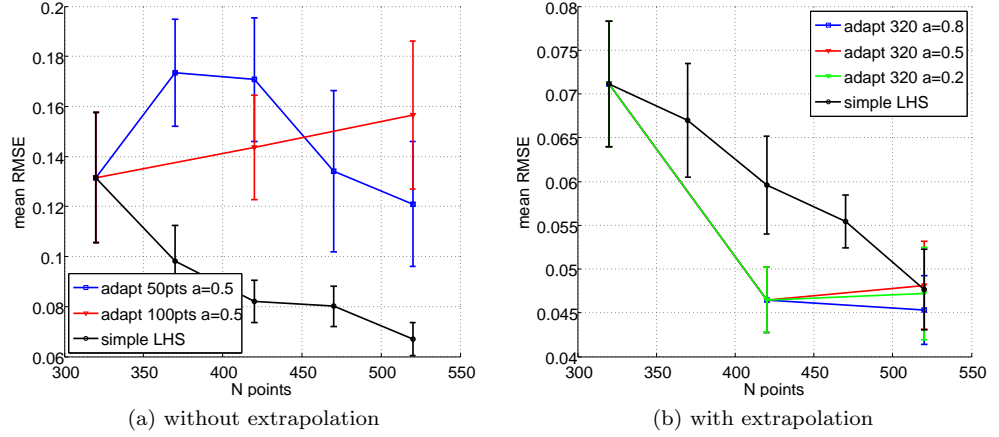 0.2
0.18
0.16
0.14
0.12
0.1
0.08
0.06
mean RMSE
adapt 50pts a=0.5
adapt 100pts a=0.5
simple LHS
300 350 400 450 500 550
N points
(a) without extrapolation
0.08
0.075
0.07
0.065
0.06
0.055
0.05
0.045
0.04
mean RMSE
adapt 320 a=0.8
adapt 320 a=0.5
adapt 320 a=0.2
simple LHS
300 350 400 450 500 550
N points
(b) with extrapolation